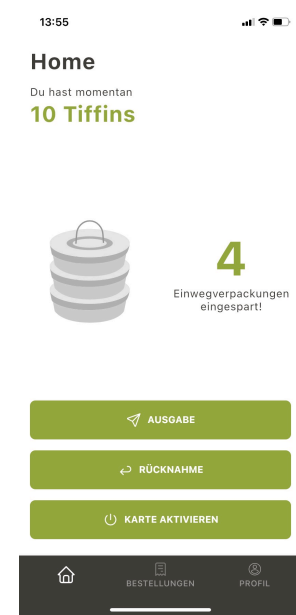 13:55
Home
Du hast momentan
10 Tiffins
4
Einwegverpackungen
eingespart!
AUSGABE
RÜCKNAHME
KARTE AKTIVIEREN
BESTELLUNGEN
PROFIL